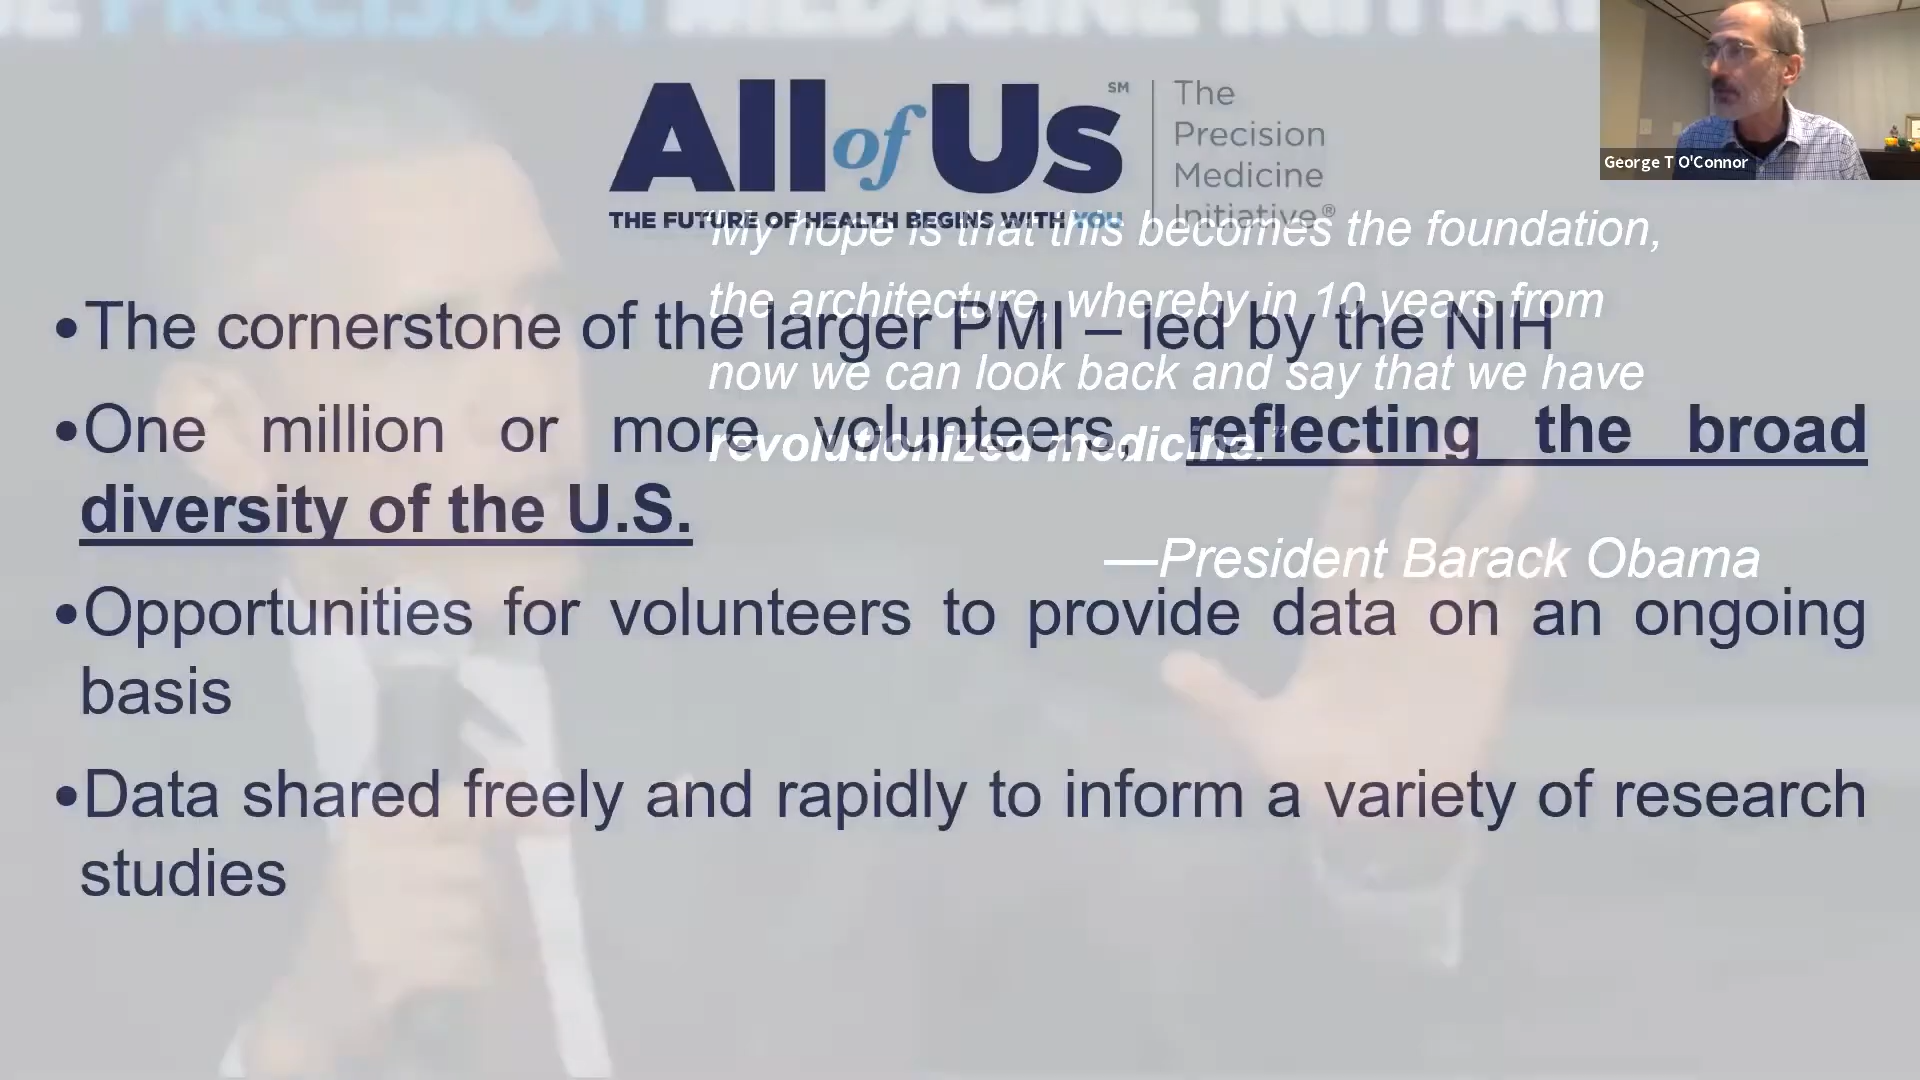 PRECISION MEDICINE
All of Us SM
THE FUTURE OF HEALTH BEGINS WITH YOU
The
Precision
Medicine
Initiative®
George T O'Connor
“My hope is that this becomes the foundation,
the architecture, whereby in 10 years from
now we can look back and say that we have
revolutionized medicine.”
—President Barack Obama
•The cornerstone of the larger PMI – led by the NIH
•One million or more volunteers, reflecting the broad
diversity of the U.S.
•Opportunities for volunteers to provide data on an ongoing
basis
•Data shared freely and rapidly to inform a variety of research
studies